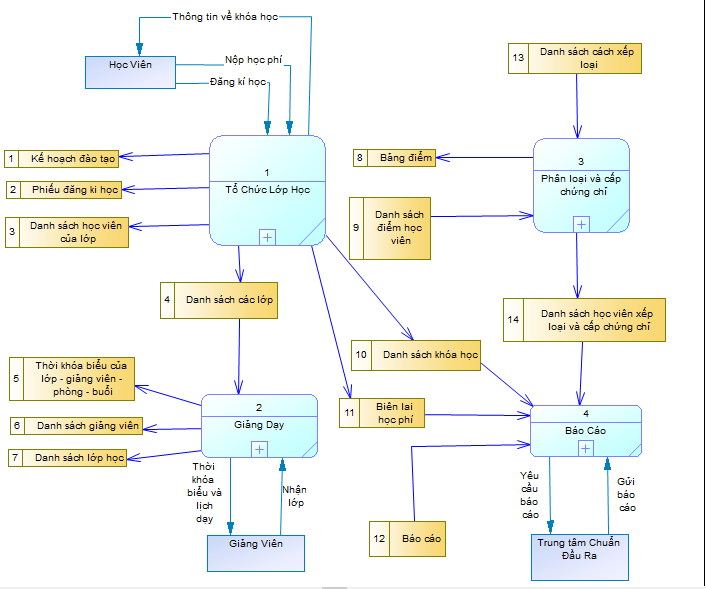 Thông tin về khóa học
Học Viên
Nộp học phí
Đăng kí học
13
Danh sách cách xếp
loại
1
Kế hoạch đào tạo
2
Phiếu đăng kí học
3
Danh sách học viên
của lớp
1
Tổ Chức Lớp Học
8
Bảng điểm
9
Danh sách
điểm học
viên
3
Phân loại và cấp
chứng chỉ
4
Danh sách các lớp
14
Danh sách học viên xếp
loại và cấp chứng chỉ
10
Danh sách khóa học
5
Thời khóa biểu của
lớp - giảng viên -
phòng - buổi
6
Danh sách giảng viên
7
Danh sách lớp học
2
Giảng Dạy
11
Biên lai
học phí
4
Báo Cáo
Thời
khóa
biểu và
lịch
dạy
Nhận
lớp
Yêu
cầu
báo
cáo
Gửi
báo
cáo
12
Báo cáo
Giảng Viên
Trung tâm Chuẩn
Đầu Ra